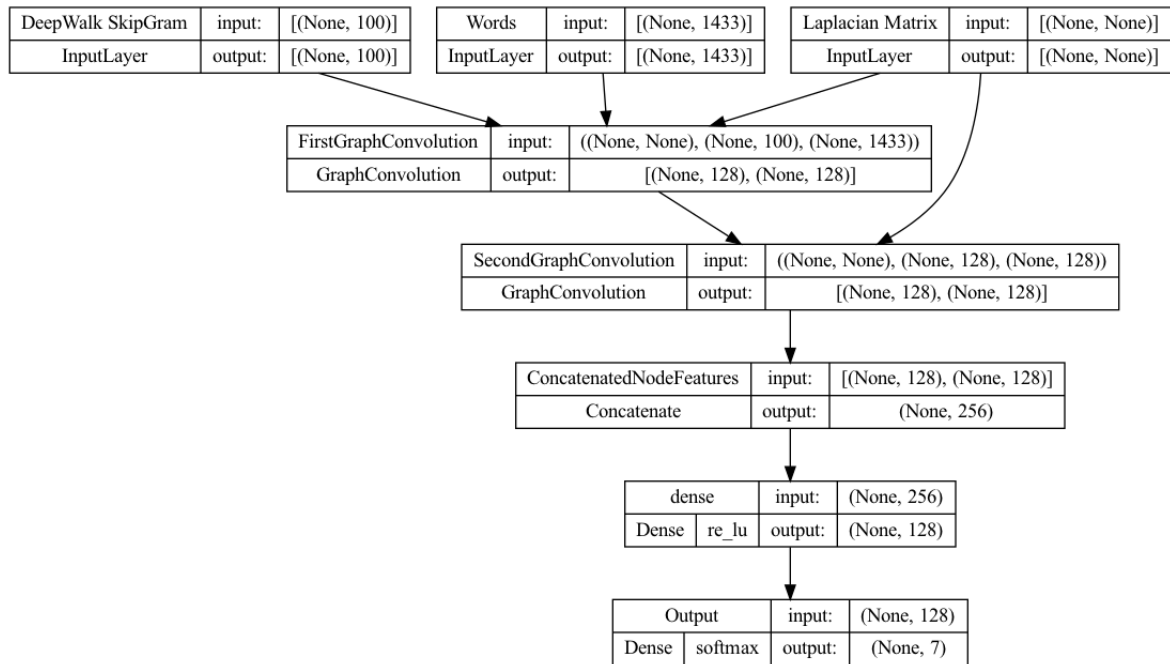 DeepWalk SkipGram input: [(None, 100)]
InputLayer output: [(None, 100)]
Words input: [(None, 1433)]
InputLayer output: [(None, 1433)]
Laplacian Matrix input: [(None, None)]
InputLayer output: [(None, None)]
FirstGraphConvolution input: ((None, None), (None, 100), (None, 1433))
GraphConvolution output: [(None, 128), (None, 128)]
SecondGraphConvolution input: ((None, None), (None, 128), (None, 128))
GraphConvolution output: [(None, 128), (None, 128)]
ConcatenatedNodeFeatures input: [(None, 128), (None, 128)]
Concatenate output: (None, 256)
dense input: (None, 256)
Dense re_lu output: (None, 128)
Output input: (None, 128)
Dense softmax output: (None, 7)